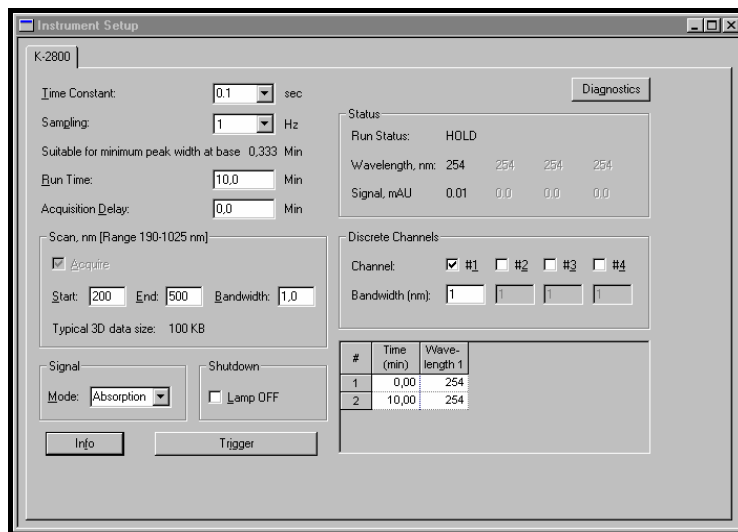 Instrument Setup
K-2800
Time Constant: 0.1 sec
Sampling: 1 Hz
Suitable for minimum peak width at base 0,333 Min
Run Time: 10,0 Min
Acquisition Delay: 0,0 Min
Scan, nm [Range 190-1025 nm]
Acquire
Start: 200 End: 500 Bandwidth: 1,0
Typical 3D data size: 100 KB
Signal
Mode: Absorption
Shutdown
Lamp OFF
Info Trigger
Diagnostics
Status
Run Status: HOLD
Wavelength, nm: 254 254 254 254
Signal, mAU 0.01 0.0 0.0 0.0
Discrete Channels
Channel: #1 #2 #3 #4
Bandwidth (nm): 1 1 1 1
# Time (min) Wave-length 1
1 0,00 254
2 10,00 254